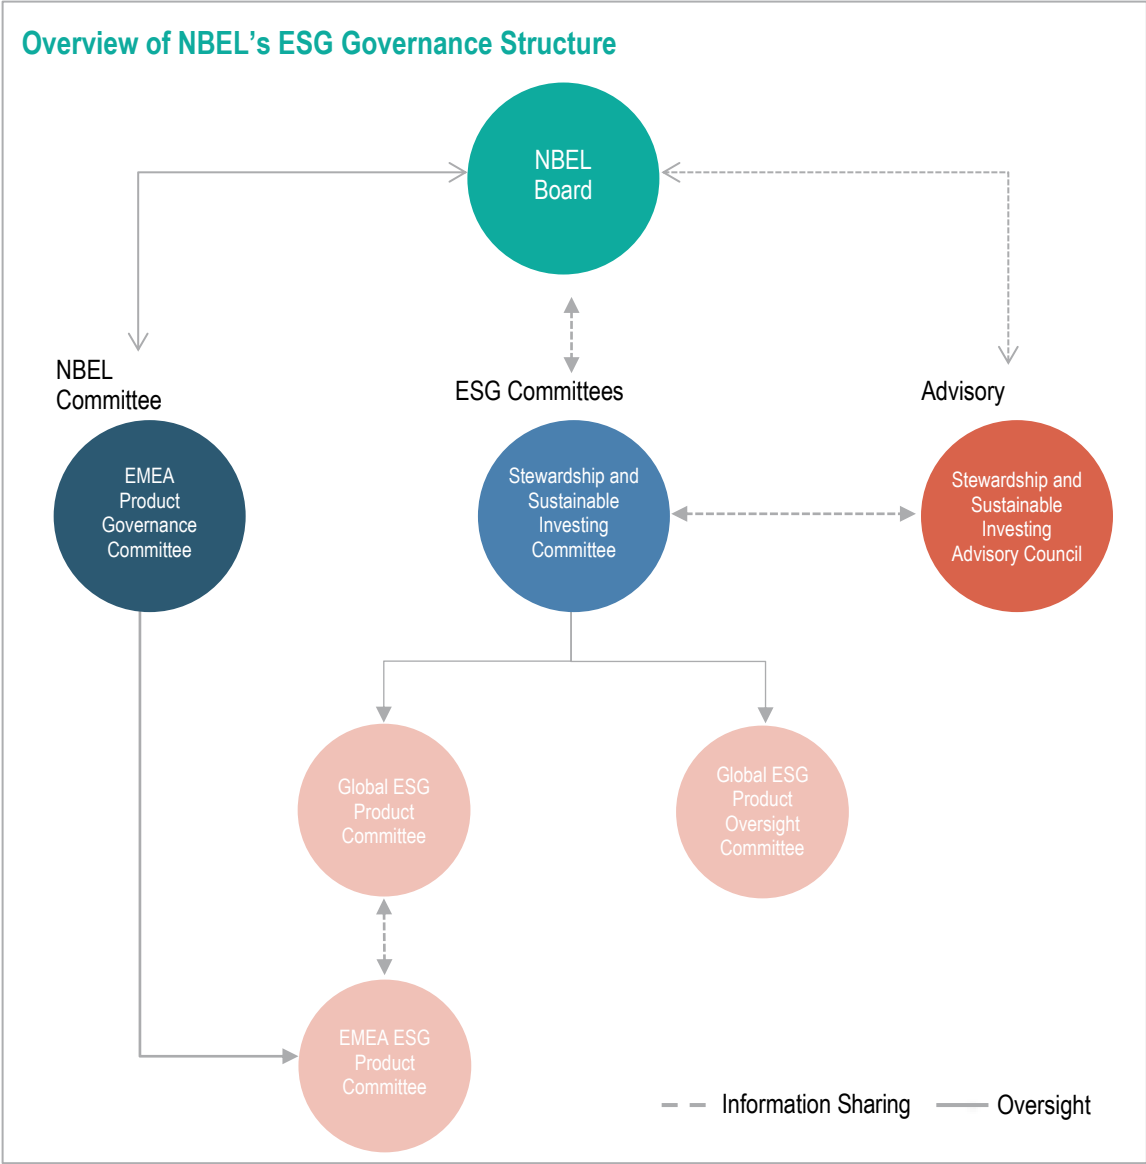 Overview of NBEL’s ESG Governance Structure
NBEL
Board
NBEL
Committee
ESG Committees
Advisory
EMEA
Product
Governance
Committee
Stewardship and
Sustainable
Investing
Committee
Stewardship and
Sustainable
Investing
Advisory Council
Global ESG
Product
Committee
Global ESG
Product
Oversight
Committee
EMEA ESG
Product
Committee
Information Sharing
Oversight